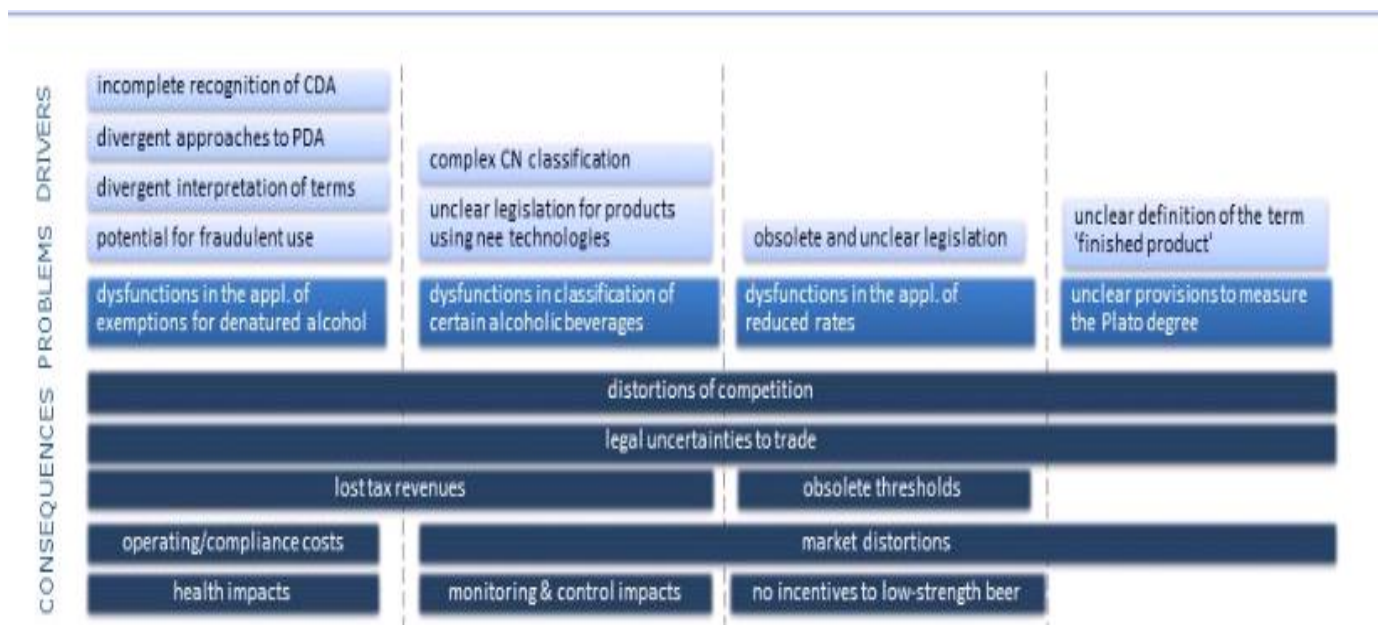 DRIVERS
incomplete recognition of CDA
divergent approaches to PDA
divergent interpretation of terms
potential for fraudulent use
complex CN classification
unclear legislation for products
using nee technologies
obsolete and unclear legislation
unclear definition of the term
'finished product'
PROBLEMS
dysfunctions in the appl. of
exemptions for denatured alcohol
dysfunctions in classification of
certain alcoholic beverages
dysfunctions in the appl. of
reduced rates
unclear provisions to measure
the Plato degree
CONSEQUENCES
distortions of competition
legal uncertainties to trade
lost tax revenues
obsolete thresholds
operating/compliance costs
market distortions
health impacts
monitoring & control impacts
no incentives to low-strength beer